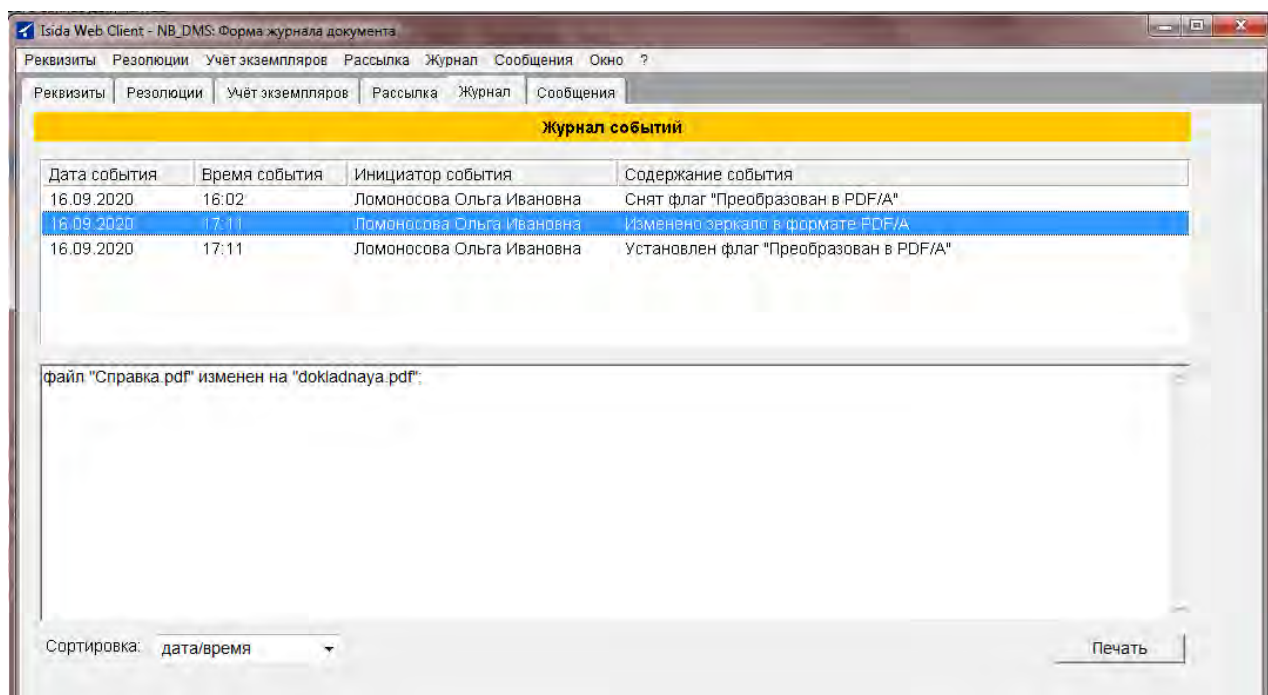 Isida Web Client - NB_DMS: Форма журнала документа
Реквизиты Резолюции Учёт экземпляров Рассылка Журнал Сообщения Окно ?
Реквизиты Резолюции Учёт экземпляров Рассылка Журнал Сообщения
Журнал событий
Дата события Время события Инициатор события Содержание события
16.09.2020 16:02 Ломоносова Ольга Ивановна Снят флаг "Преобразован в PDF/A"
16.09.2020 17:11 Ломоносова Ольга Ивановна Изменено зеркало в формате PDF/A
16.09.2020 17:11 Ломоносова Ольга Ивановна Установлен флаг "Преобразован в PDF/A"
файл "Справка.pdf" изменен на "dokladnaya.pdf";
Сортировка: дата/время Печать